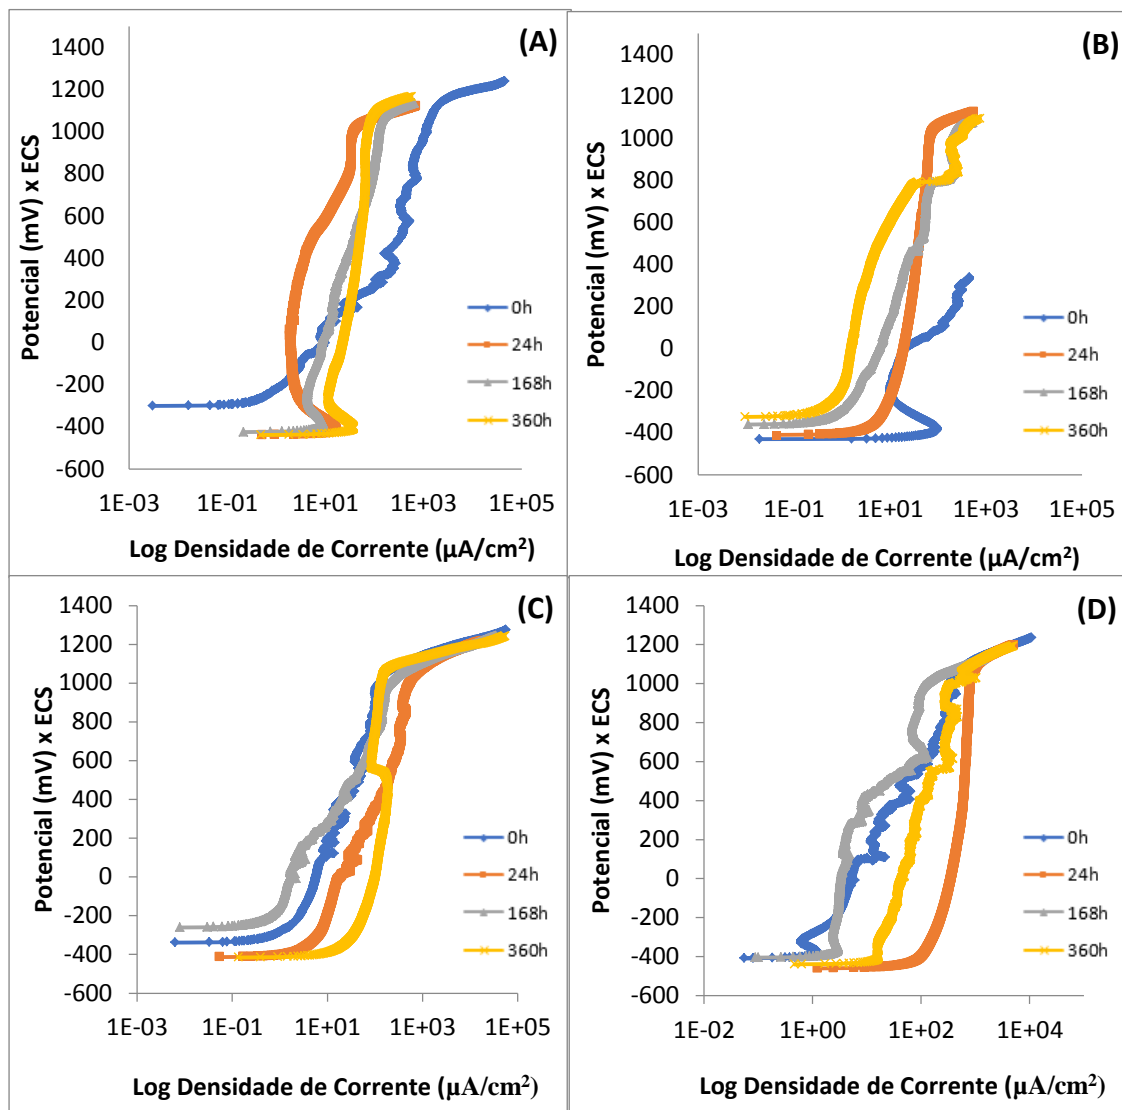 (A)
Potencial (mV) x ECS
1400
1200
1000
800
600
400
200
0
-200
-400
-600
0h
24h
168h
360h
1E-03 1E-01 1E+01 1E+03 1E+05
Log Densidade de Corrente (µA/cm²)
(B)
Potencial (mV) x ECS
1400
1200
1000
800
600
400
200
0
-200
-400
-600
0h
24h
168h
360h
1E-03 1E-01 1E+01 1E+03 1E+05
Log Densidade de Corrente (µA/cm²)
(C)
Potencial (mV) x ECS
1400
1200
1000
800
600
400
200
0
-200
-400
-600
0h
24h
168h
360h
1E-03 1E-01 1E+01 1E+03 1E+05
Log Densidade de Corrente (µA/cm²)
(D)
Potencial (mV) x ECS
1400
1200
1000
800
600
400
200
0
-200
-400
-600
0h
24h
168h
360h
1E-02 1E+00 1E+02 1E+04
Log Densidade de Corrente (µA/cm²)